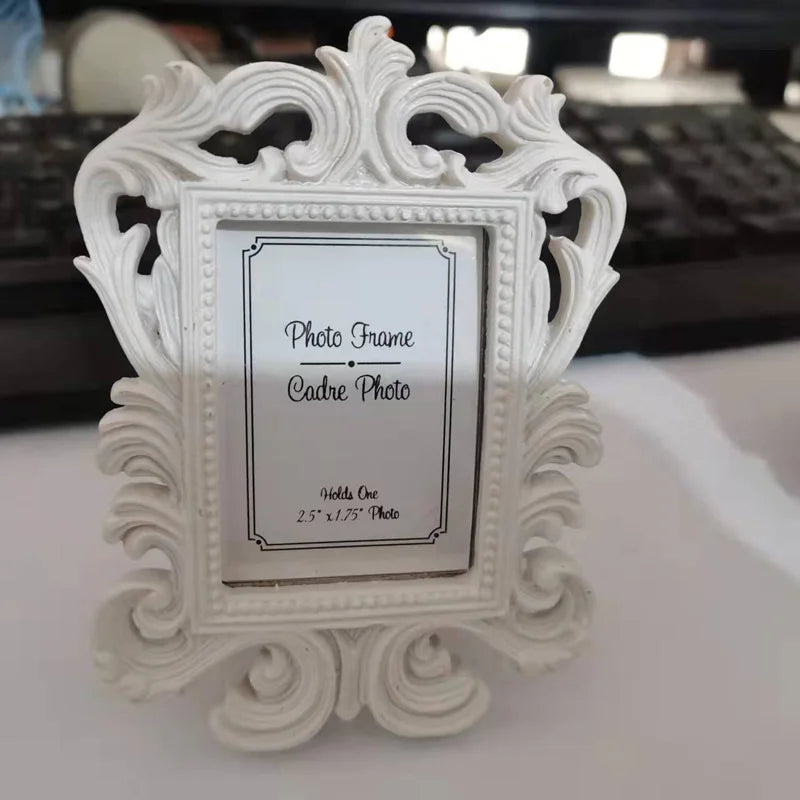 Photo Frame
Cadre Photo
Holds One
2.5" x 1.75" Photo